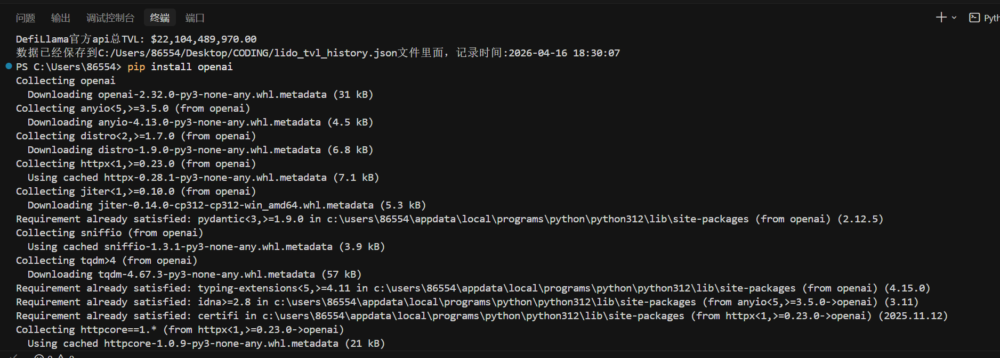 问题 输出 调试控制台 终端 端口
DefiLlama官方api总TVL: $22,104,489,970.00
数据已经保存到C:/Users/86554/Desktop/CODING/lido_tvl_history.json文件里面，记录时间:2026-04-16 18:30:07
PS C:\Users\86554> pip install openai
Collecting openai
  Downloading openai-2.32.0-py3-none-any.whl.metadata (31 kB)
Collecting anyio<5,>=3.5.0 (from openai)
  Downloading anyio-4.13.0-py3-none-any.whl.metadata (4.5 kB)
Collecting distro<2,>=1.7.0 (from openai)
  Downloading distro-1.9.0-py3-none-any.whl.metadata (6.8 kB)
Collecting httpx<1,>=0.23.0 (from openai)
  Using cached httpx-0.28.1-py3-none-any.whl.metadata (7.1 kB)
Collecting jiter<1,>=0.10.0 (from openai)
  Downloading jiter-0.14.0-cp312-cp312-win_amd64.whl.metadata (5.3 kB)
Requirement already satisfied: pydantic<3,>=1.9.0 in c:\users\86554\appdata\local\programs\python\python312\lib\site-packages (from openai) (2.12.5)
Collecting sniffio (from openai)
  Using cached sniffio-1.3.1-py3-none-any.whl.metadata (3.9 kB)
Collecting tqdm>4 (from openai)
  Downloading tqdm-4.67.3-py3-none-any.whl.metadata (57 kB)
Requirement already satisfied: typing-extensions<5,>=4.11 in c:\users\86554\appdata\local\programs\python\python312\lib\site-packages (from openai) (4.15.0)
Requirement already satisfied: idna>=2.8 in c:\users\86554\appdata\local\programs\python\python312\lib\site-packages (from anyio<5,>=3.5.0->openai) (3.11)
Requirement already satisfied: certifi in c:\users\86554\appdata\local\programs\python\python312\lib\site-packages (from httpx<1,>=0.23.0->openai) (2025.11.12)
Collecting httpcore==1.* (from httpx<1,>=0.23.0->openai)
  Using cached httpcore-1.0.9-py3-none-any.whl.metadata (21 kB)